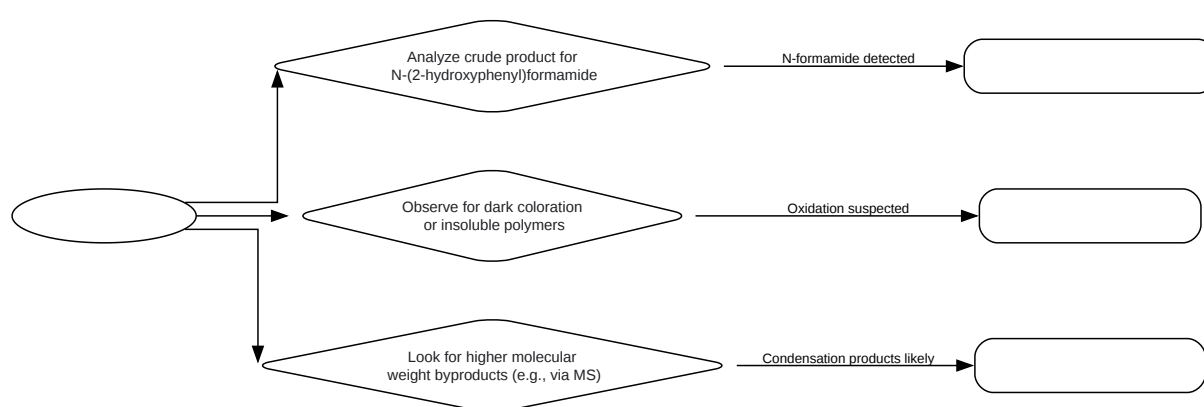 Analyze crude product for
N-(2-hydroxyphenyl)formamide
N-formamide detected
Observe for dark coloration
or insoluble polymers
Oxidation suspected
Look for higher molecular
weight byproducts (e.g., via MS)
Condensation products likely